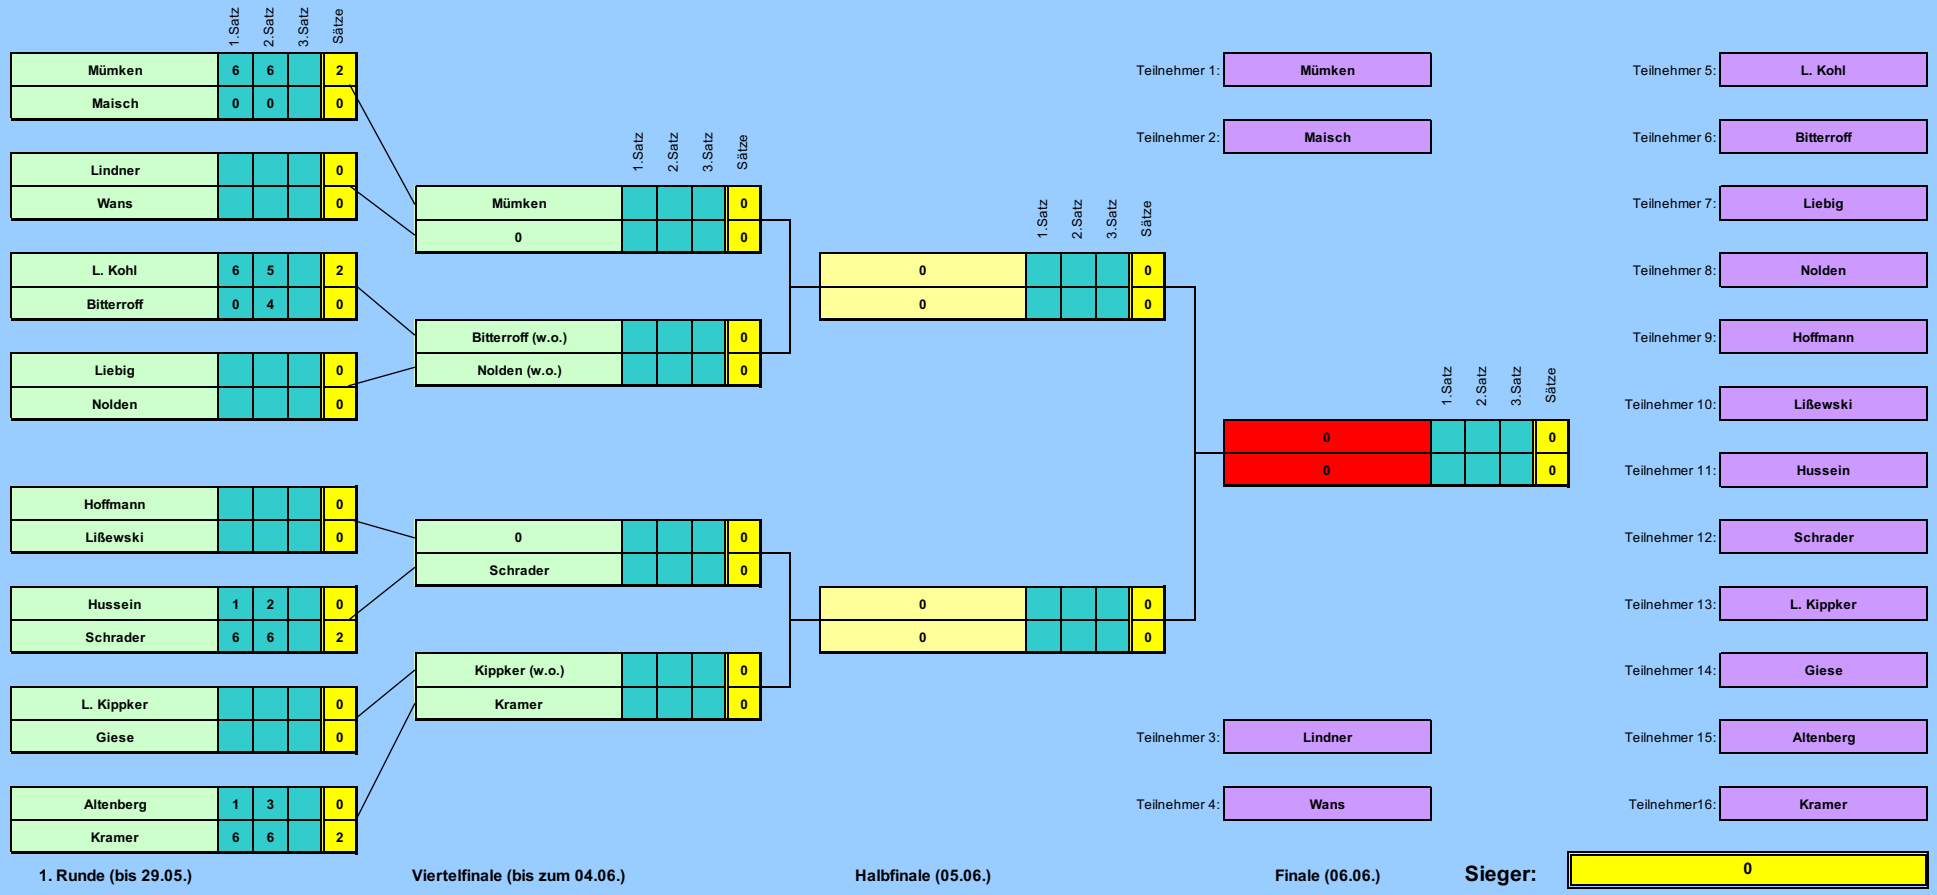 1.Satz 2.Satz 3.Satz Sätze
Mümken 6 6 2
Maisch 0 0 0
Lindner 0
Wans 0
L. Kohl 6 5 2
Bitterroff 0 4 0
Liebig 0
Nolden 0
Hoffmann 0
Lißewski 0
Hussein 1 2 0
Schrader 6 6 2
L. Kippker 0
Giese 0
Altenberg 1 3 0
Kramer 6 6 2
1. Runde (bis 29.05.)
1.Satz 2.Satz 3.Satz Sätze
Mümken 0
0 0
Bitterroff (w.o.) 0
Nolden (w.o.) 0
0 0
Schrader 0
Kippker (w.o.) 0
Kramer 0
Viertelfinale (bis zum 04.06.)
1.Satz 2.Satz 3.Satz Sätze
0 0
0 0
0 0
0 0
Halbfinale (05.06.)
Teilnehmer 1: Mümken
Teilnehmer 2: Maisch
1.Satz 2.Satz 3.Satz Sätze
0 0
0 0
Teilnehmer 3: Lindner
Teilnehmer 4: Wans
Finale (06.06.)
Teilnehmer 5: L. Kohl
Teilnehmer 6: Bitterroff
Teilnehmer 7: Liebig
Teilnehmer 8: Nolden
Teilnehmer 9: Hoffmann
Teilnehmer 10: Lißewski
Teilnehmer 11: Hussein
Teilnehmer 12: Schrader
Teilnehmer 13: L. Kippker
Teilnehmer 14: Giese
Teilnehmer 15: Altenberg
Teilnehmer16: Kramer
Sieger: 0